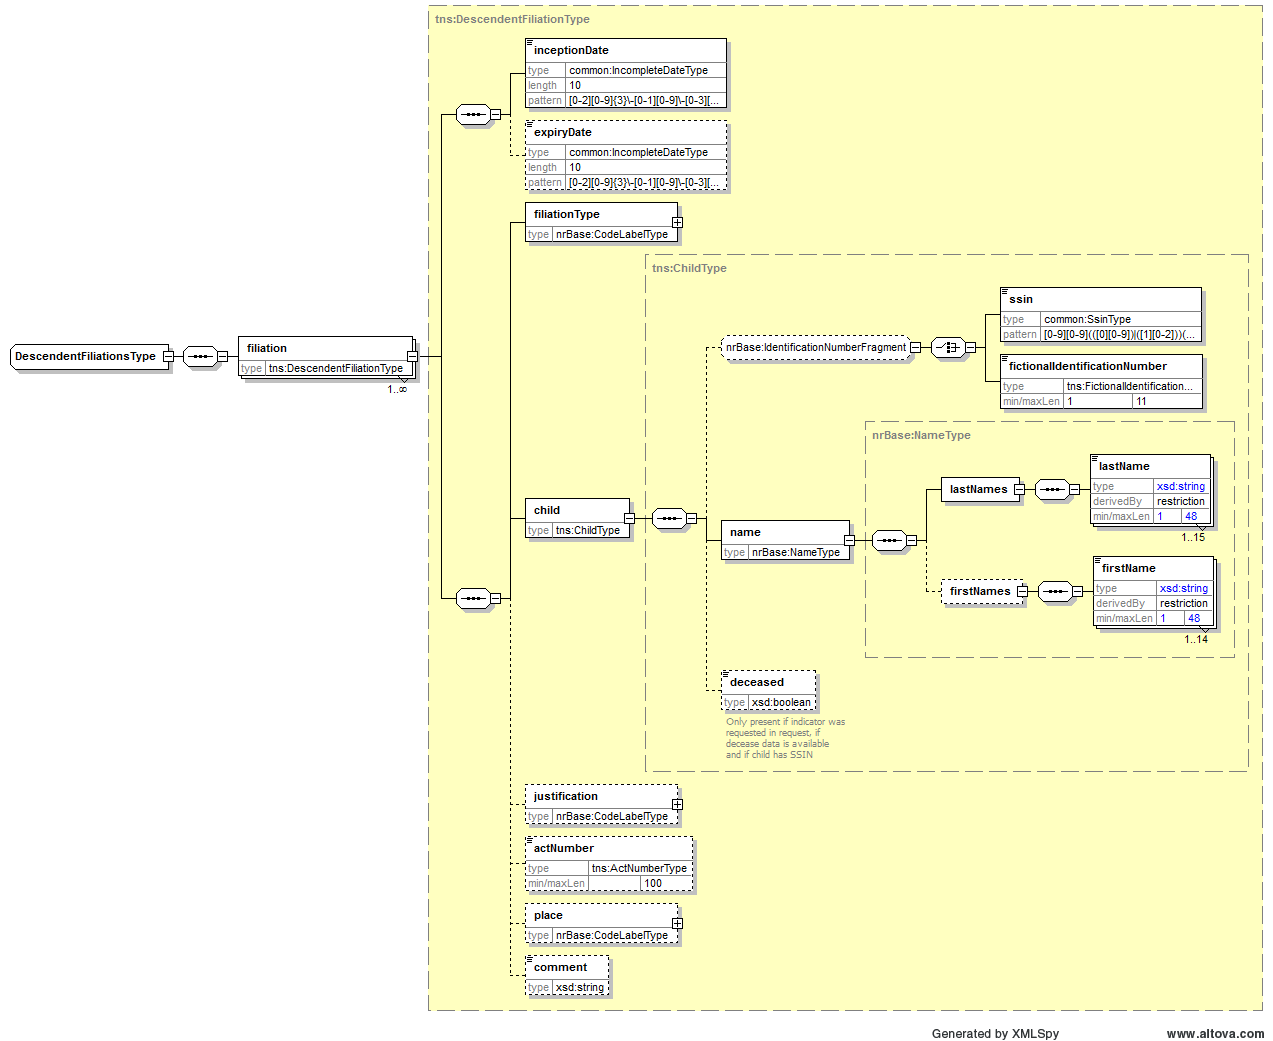 tns:DescendentFiliationType
inceptionDate
type common:IncompleteDateType
length 10
pattern [0-2][0-9]{3}\-[0-1][0-9]\-[0-3][...
expiryDate
type common:IncompleteDateType
length 10
pattern [0-2][0-9]{3}\-[0-1][0-9]\-[0-3][...
filiationType
type nrBase:CodeLabelType
tns:ChildType
ssin
type common:SsinType
pattern [0-9][0-9](([0][0-9])|([1][0-2]))(...
nrBase:IdentificationNumberFragment
fictionalIdentificationNumber
type tns:FictionalIdentification...
min/maxLen 1 11
DescendentFiliationsType
filiation
type tns:DescendentFiliationType
1..∞
nrBase:NameType
lastName
type xsd:string
derivedBy restriction
min/maxLen 1 48
1..15
lastNames
child
type tns:ChildType
name
type nrBase:NameType
firstNames
firstName
type xsd:string
derivedBy restriction
min/maxLen 1 48
1..14
deceased
type xsd:boolean
Only present if indicator was
requested in request, if
decease data is available
and if child has SSIN
justification
type nrBase:CodeLabelType
actNumber
type tns:ActNumberType
min/maxLen 100
place
type nrBase:CodeLabelType
comment
type xsd:string
Generated by XMLSpy www.altova.com